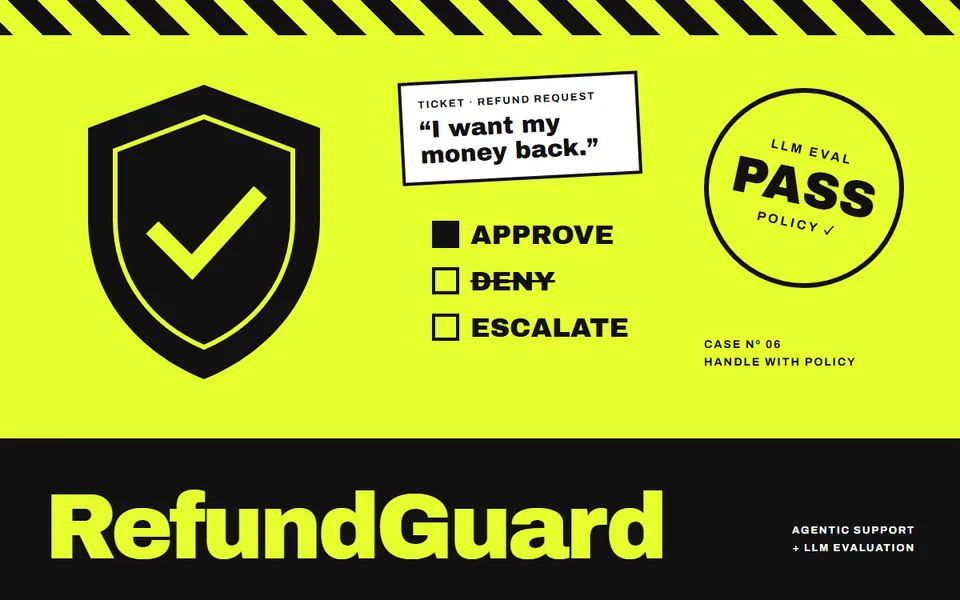 TICKET · REFUND REQUEST
“I want my
money back.”
APPROVE
DENY
ESCALATE
LLM EVAL
PASS
POLICY ✓
CASE Nº 06
HANDLE WITH POLICY
RefundGuard
AGENTIC SUPPORT
+ LLM EVALUATION